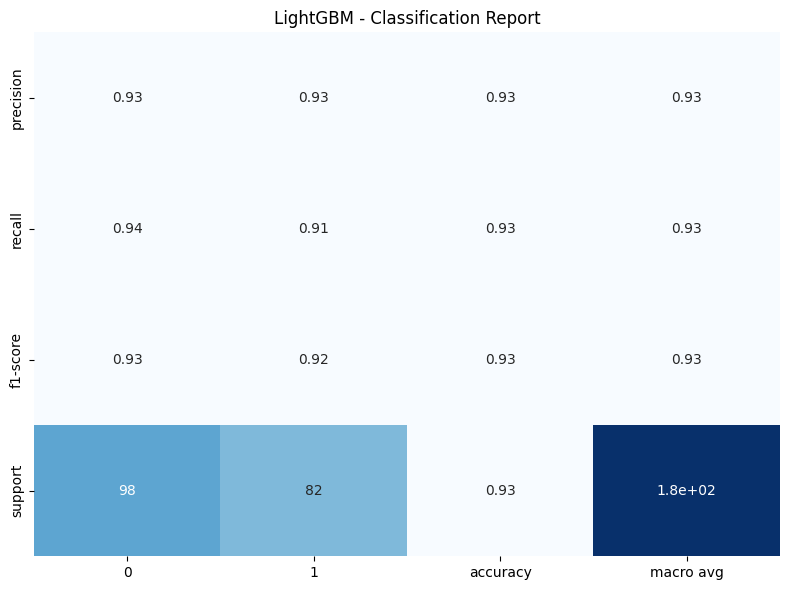 LightGBM - Classification Report
precision 0.93 0.93 0.93 0.93
recall 0.94 0.91 0.93 0.93
f1-score 0.93 0.92 0.93 0.93
support 98 82 0.93 1.8e+02
0 1 accuracy macro avg